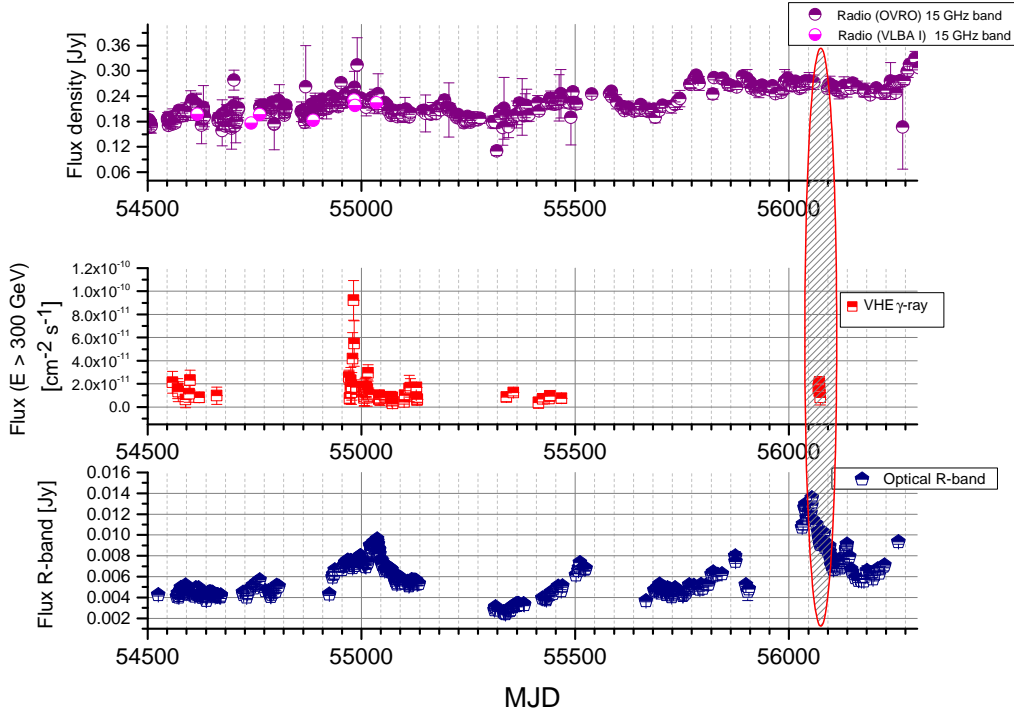 Radio (OVRO) 15 GHz band
Radio (VLBA I) 15 GHz band
Flux density [Jy]
0.36
0.30
0.24
0.18
0.12
0.06
54500 55000 55500 56000
Flux (E > 300 GeV)
[cm⁻² s⁻¹]
1.2x10⁻¹⁰
1.0x10⁻¹⁰
8.0x10⁻¹¹
6.0x10⁻¹¹
4.0x10⁻¹¹
2.0x10⁻¹¹
0.0
VHE γ-ray
54500 55000 55500 56000
Flux R-band [Jy]
0.016
0.014
0.012
0.010
0.008
0.006
0.004
0.002
Optical R-band
54500 55000 55500 56000
MJD